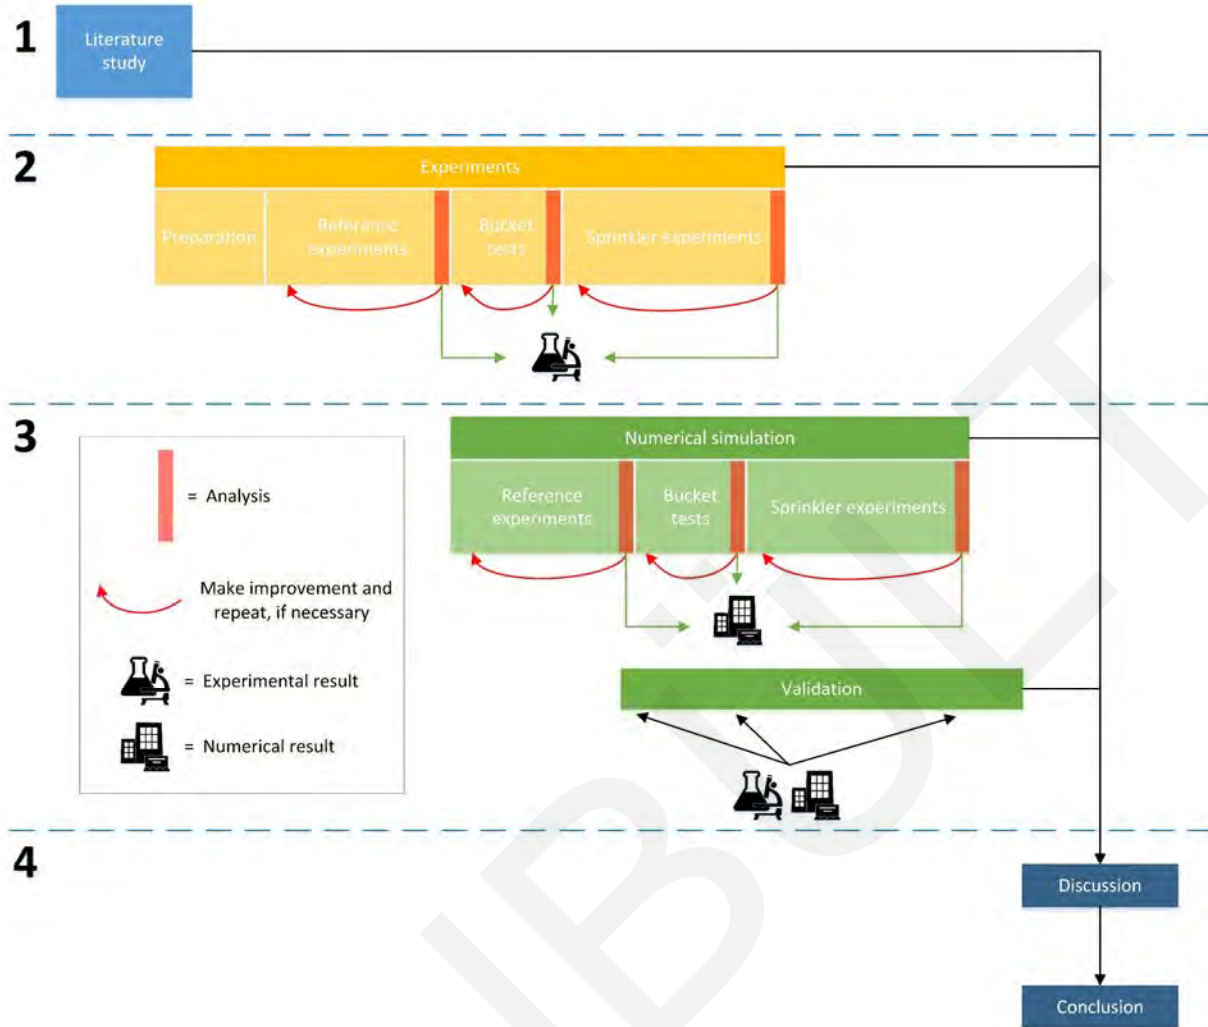 1
Literature
study
2
Experiments
Preparation
Reference
experiments
Bucket
tests
Sprinkler experiments
3
Numerical simulation
Reference
experiments
Bucket
tests
Sprinkler experiments
= Analysis
Make improvement and
repeat, if necessary
= Experimental result
= Numerical result
Validation
4
Discussion
Conclusion
IBÜLT